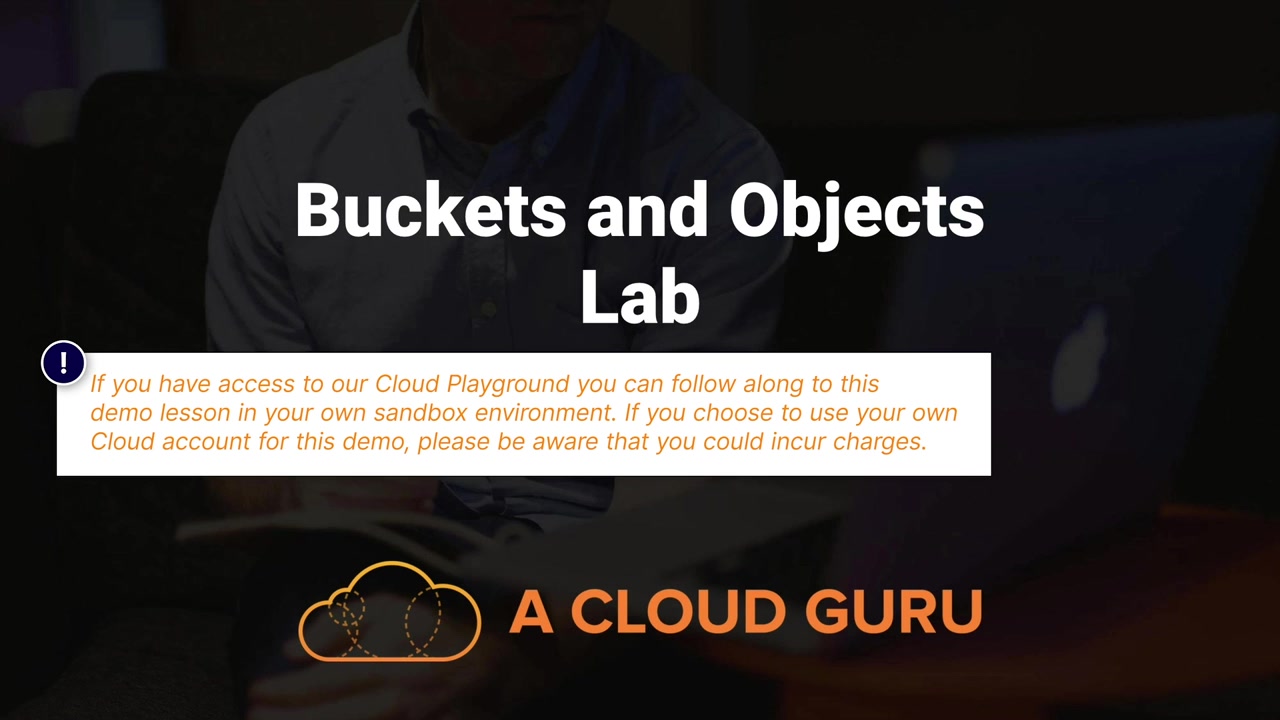 Buckets and Objects
Lab
!
If you have access to our Cloud Playground you can follow along to this
demo lesson in your own sandbox environment. If you choose to use your own
Cloud account for this demo, please be aware that you could incur charges.
A CLOUD GURU